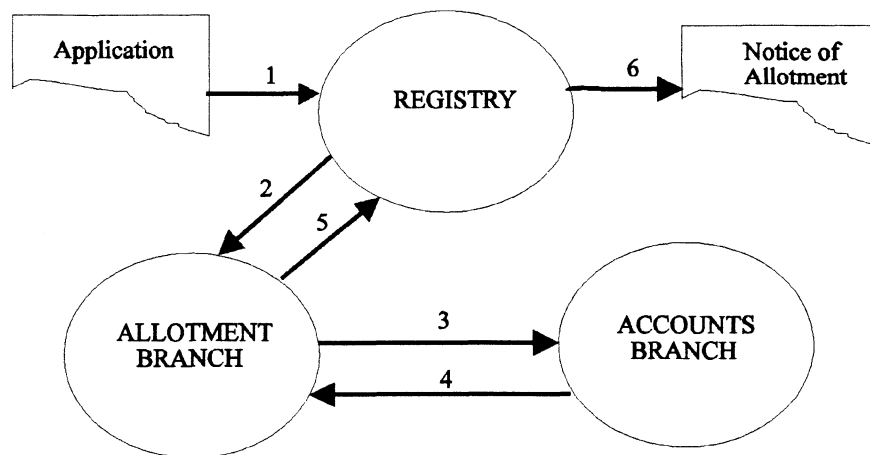 Application
1
REGISTRY
6
Notice of
Allotment
2
5
ALLOTMENT
BRANCH
3
4
ACCOUNTS
BRANCH